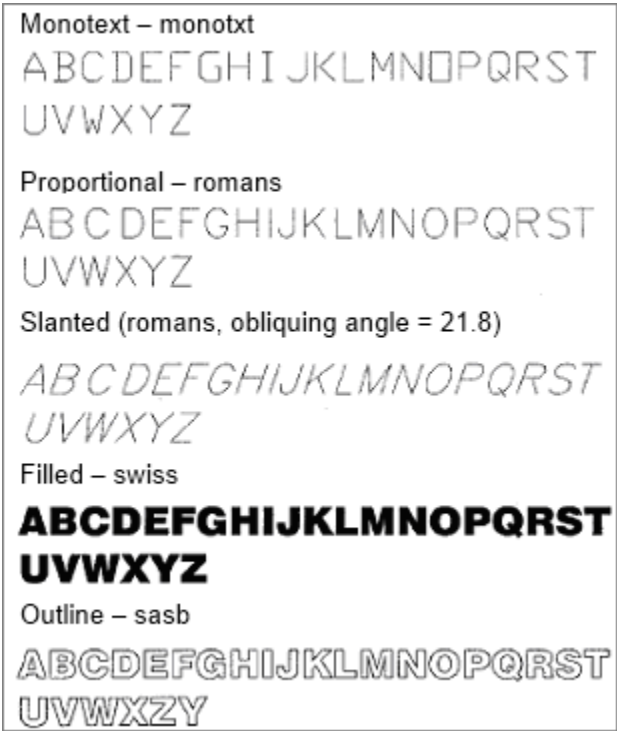 Monotext – monotxt
ABCDEFGHIJKLMNOPQRST
UVWXYZ
Proportional – romans
ABCDEFGHIJKLMNOPQRST
UVWXYZ
Slanted (romans, obliquing angle = 21.8)
ABCDEFGHIJKLMNOPQRST
UVWXYZ
Filled – swiss
ABCDEFGHIJKLMNOPQRST
UVWXYZ
Outline – sasb
ABCDEFGHIJKLMNOPQRST
UVWXZY